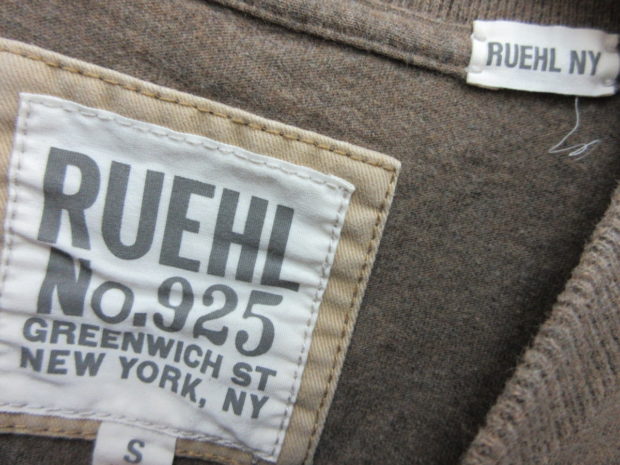 RUEHL NY
RUEHL
No.925
GREENWICH ST
NEW YORK, NY
S